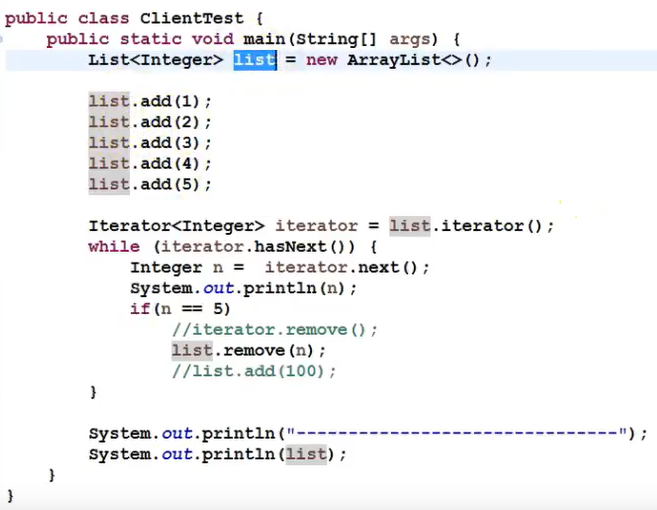 public class ClientTest {
public static void main(String[] args) {
List<Integer> list = new ArrayList<>();
list.add(1);
list.add(2);
list.add(3);
list.add(4);
list.add(5);
Iterator<Integer> iterator = list.iterator();
while (iterator.hasNext()) {
Integer n =  iterator.next();
System.out.println(n);
if(n == 5)
//iterator.remove();
list.remove(n);
//list.add(100);
}
System.out.println("-------------------------------");
System.out.println(list);
}
}